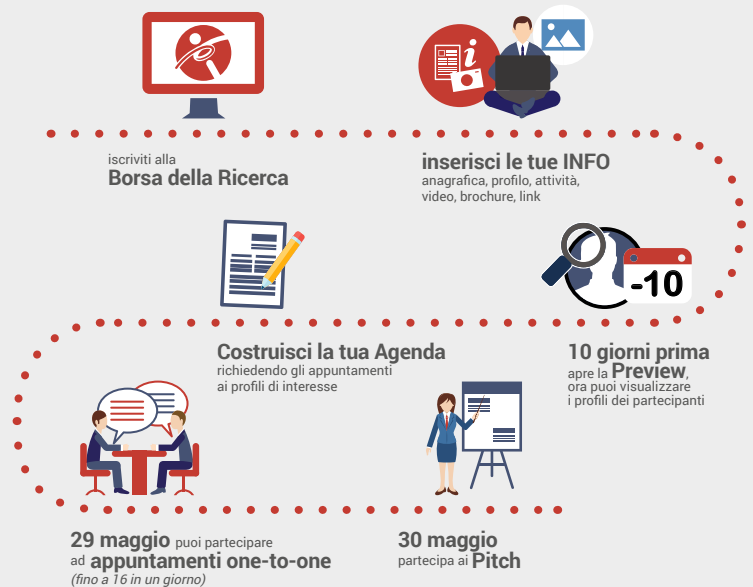 iscriviti alla
Borsa della Ricerca
inserisci le tue INFO
anagrafica, profilo, attività,
video, brochure, link
i
-10
10 giorni prima
apre la Preview,
ora puoi visualizzare
i profili dei partecipanti
Costruisci la tua Agenda
richiedendo gli appuntamenti
ai profili di interesse
29 maggio puoi partecipare
ad appuntamenti one-to-one
(fino a 16 in un giorno)
30 maggio
partecipa ai Pitch